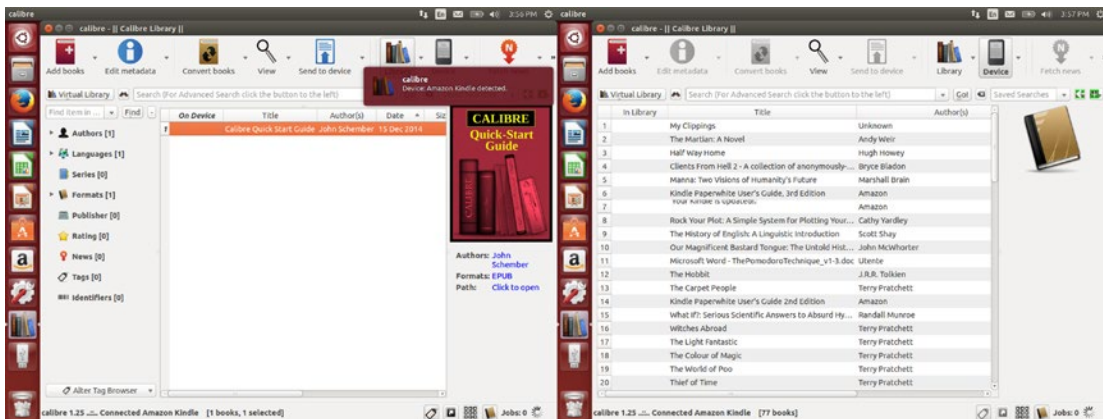 calibre
En
3:56 PM
calibre - || Calibre Library ||
Add books
Edit metadata
Convert books
View
Send to device
calibre
Device: Amazon Kindle detected.
Virtual Library
Search (For Advanced Search click the button to the left)
Find item in ...
Find
On Device
Title
Author(s)
Date
Siz
1
Calibre Quick Start Guide
John Schember
15 Dec 2014
Authors [1]
Languages [1]
Series [0]
Formats [1]
Publisher [0]
Rating [0]
News [0]
Tags [0]
Identifiers [0]
CALIBRE
Quick-Start
Guide
CALIBRE
Authors: John
Schember
Formats: EPUB
Path: Click to open
Alter Tag Browser
calibre 1.25
Connected Amazon Kindle [1 books, 1 selected]
Jobs: 0
calibre
En
3:57 PM
calibre - || Calibre Library ||
Add books
Edit metadata
Convert books
View
Send to device
Library
Device
Fetch news
Virtual Library
Search (For Advanced Search click the button to the left)
Go!
Saved Searches
In Library
Title
Author(s)
1 My Clippings Unknown
2 The Martian: A Novel Andy Weir
3 Half Way Home Hugh Howey
4 Clients From Hell 2 - A collection of anonymously-... Bryce Bladon
5 Manna: Two Visions of Humanity's Future Marshall Brain
6 Kindle Paperwhite User's Guide, 3rd Edition Amazon
7 Your Kindle is updated!. Amazon
8 Rock Your Plot: A Simple System for Plotting Your... Cathy Yardley
9 The History of English: A Linguistic Introduction Scott Shay
10 Our Magnificent Bastard Tongue: The Untold Hist... John McWhorter
11 Microsoft Word - ThePomodoroTechnique_v1-3.doc Utente
12 The Hobbit J.R.R. Tolkien
13 The Carpet People Terry Pratchett
14 Kindle Paperwhite User's Guide 2nd Edition Amazon
15 What If?: Serious Scientific Answers to Absurd Hy... Randall Munroe
16 Witches Abroad Terry Pratchett
17 The Light Fantastic Terry Pratchett
18 The Colour of Magic Terry Pratchett
19 The World of Poo Terry Pratchett
20 Thief of Time Terry Pratchett
calibre 1.25
Connected Amazon Kindle [77 books]
Jobs: 0